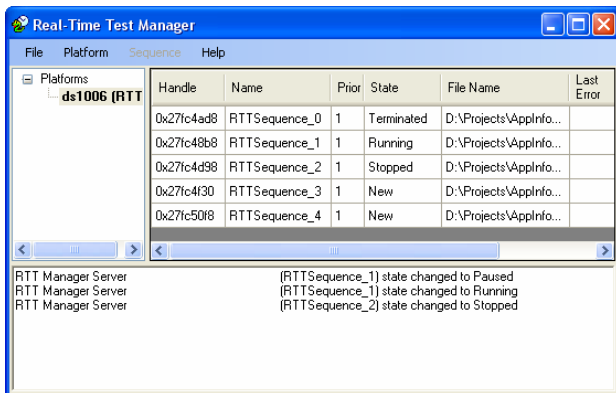 Real-Time Test Manager
File Platform Sequence Help
Platforms
ds1006 (RTT
Handle Name Prior State File Name Last Error
0x27fc4ad8 RTTSequence_0 1 Terminated D:\Projects\AppInfo...
0x27fc48b8 RTTSequence_1 1 Running D:\Projects\AppInfo...
0x27fc4d98 RTTSequence_2 1 Stopped D:\Projects\AppInfo...
0x27fc4f30 RTTSequence_3 1 New D:\Projects\AppInfo...
0x27fc50f8 RTTSequence_4 1 New D:\Projects\AppInfo...
RTT Manager Server (RTTSequence_1) state changed to Paused
RTT Manager Server (RTTSequence_1) state changed to Running
RTT Manager Server (RTTSequence_2) state changed to Stopped